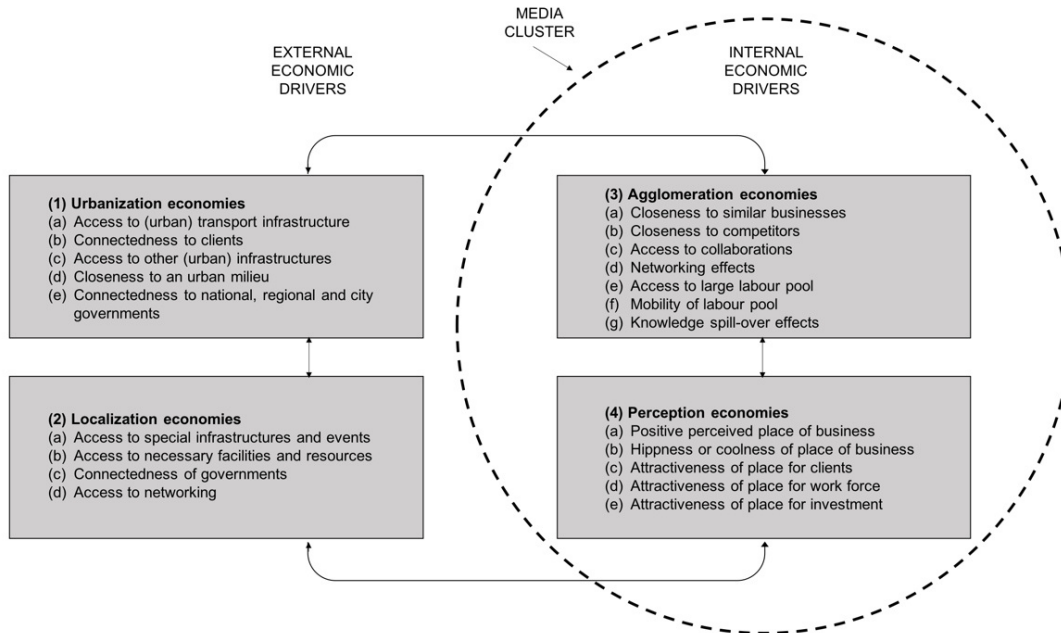 MEDIA
CLUSTER
EXTERNAL
ECONOMIC
DRIVERS
INTERNAL
ECONOMIC
DRIVERS
(1) Urbanization economies
(a) Access to (urban) transport infrastructure
(b) Connectedness to clients
(c) Access to other (urban) infrastructures
(d) Closeness to an urban milieu
(e) Connectedness to national, regional and city
governments
(3) Agglomeration economies
(a) Closeness to similar businesses
(b) Closeness to competitors
(c) Access to collaborations
(d) Networking effects
(e) Access to large labour pool
(f) Mobility of labour pool
(g) Knowledge spill-over effects
(2) Localization economies
(a) Access to special infrastructures and events
(b) Access to necessary facilities and resources
(c) Connectedness of governments
(d) Access to networking
(4) Perception economies
(a) Positive perceived place of business
(b) Hippness or coolness of place of business
(c) Attractiveness of place for clients
(d) Attractiveness of place for work force
(e) Attractiveness of place for investment